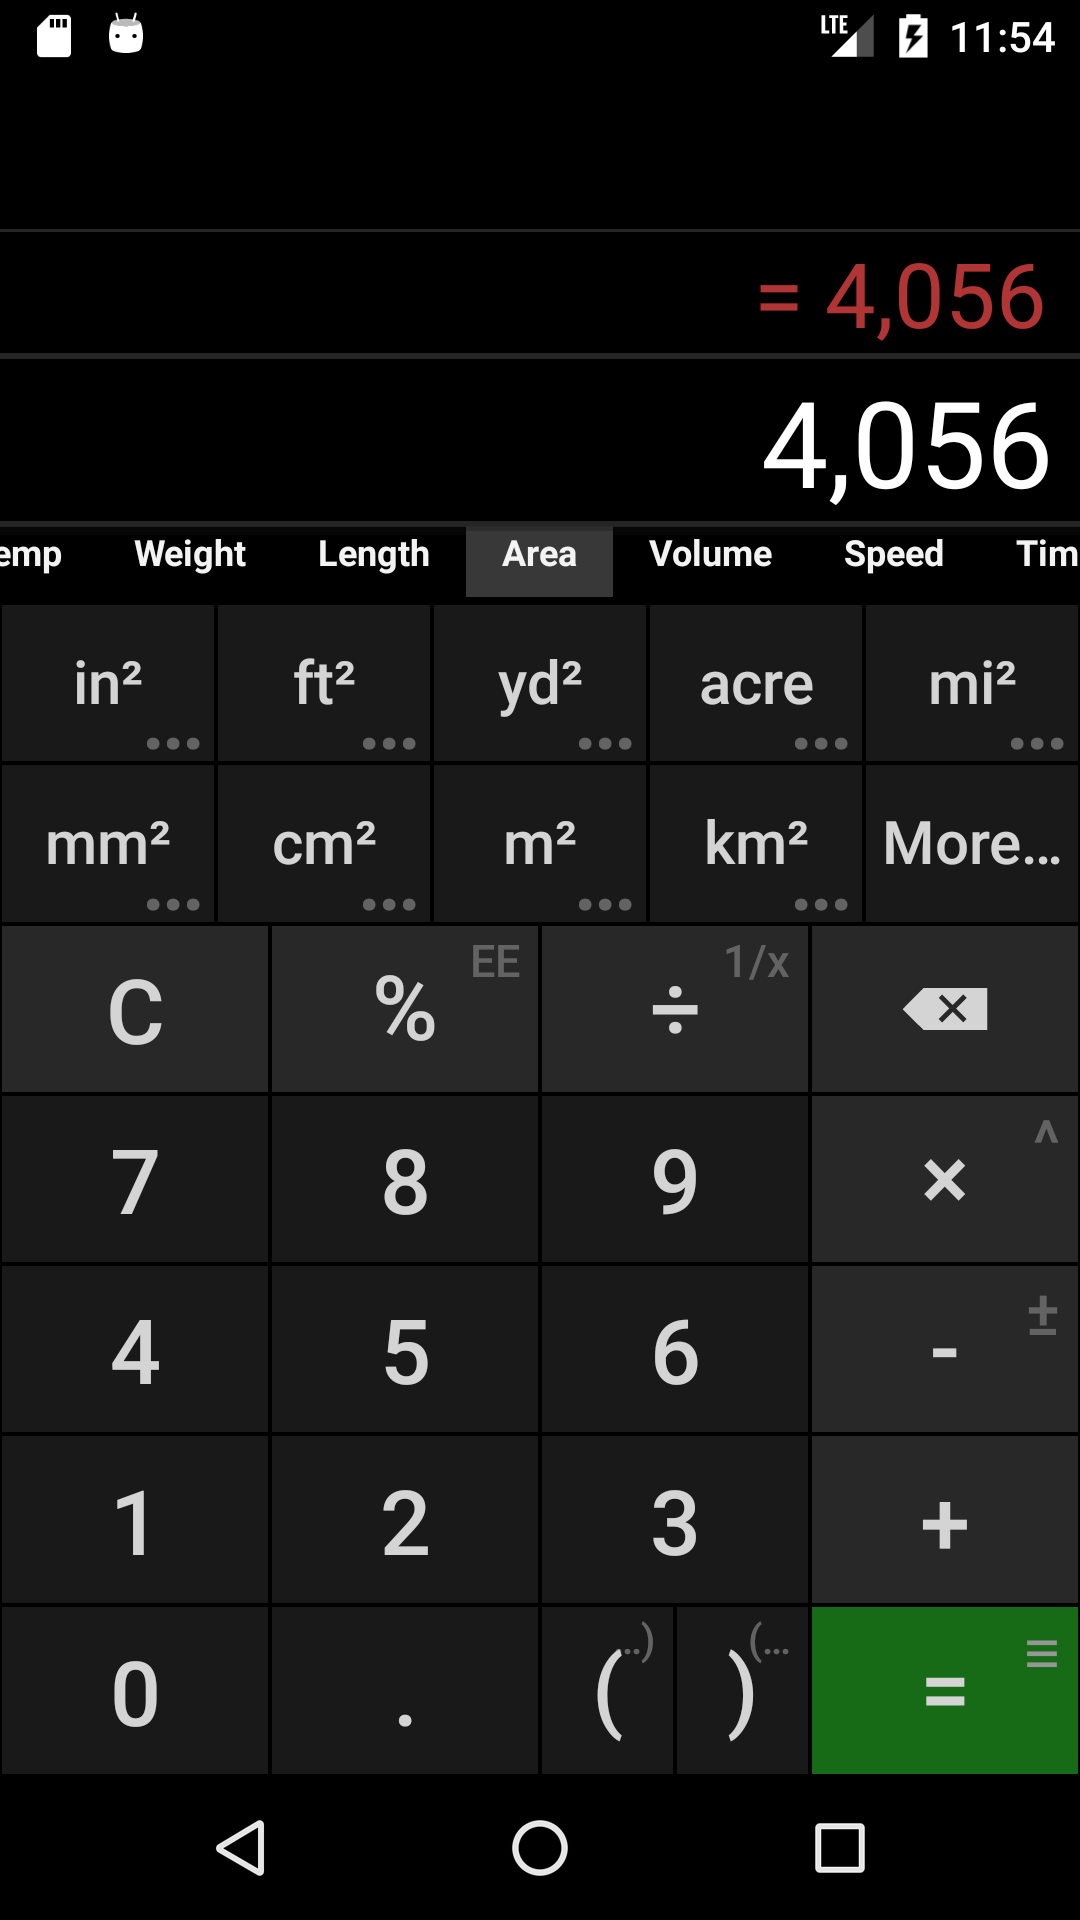 LTE 11:54
= 4,056
4,056
emp Weight Length Area Volume Speed Tim
in² ft² yd² acre mi²
mm² cm² m² km² More...
C % EE ÷ 1/x
7 8 9 × ^
4 5 6 - ±
1 2 3 +
0 . ( ..) ) (... =